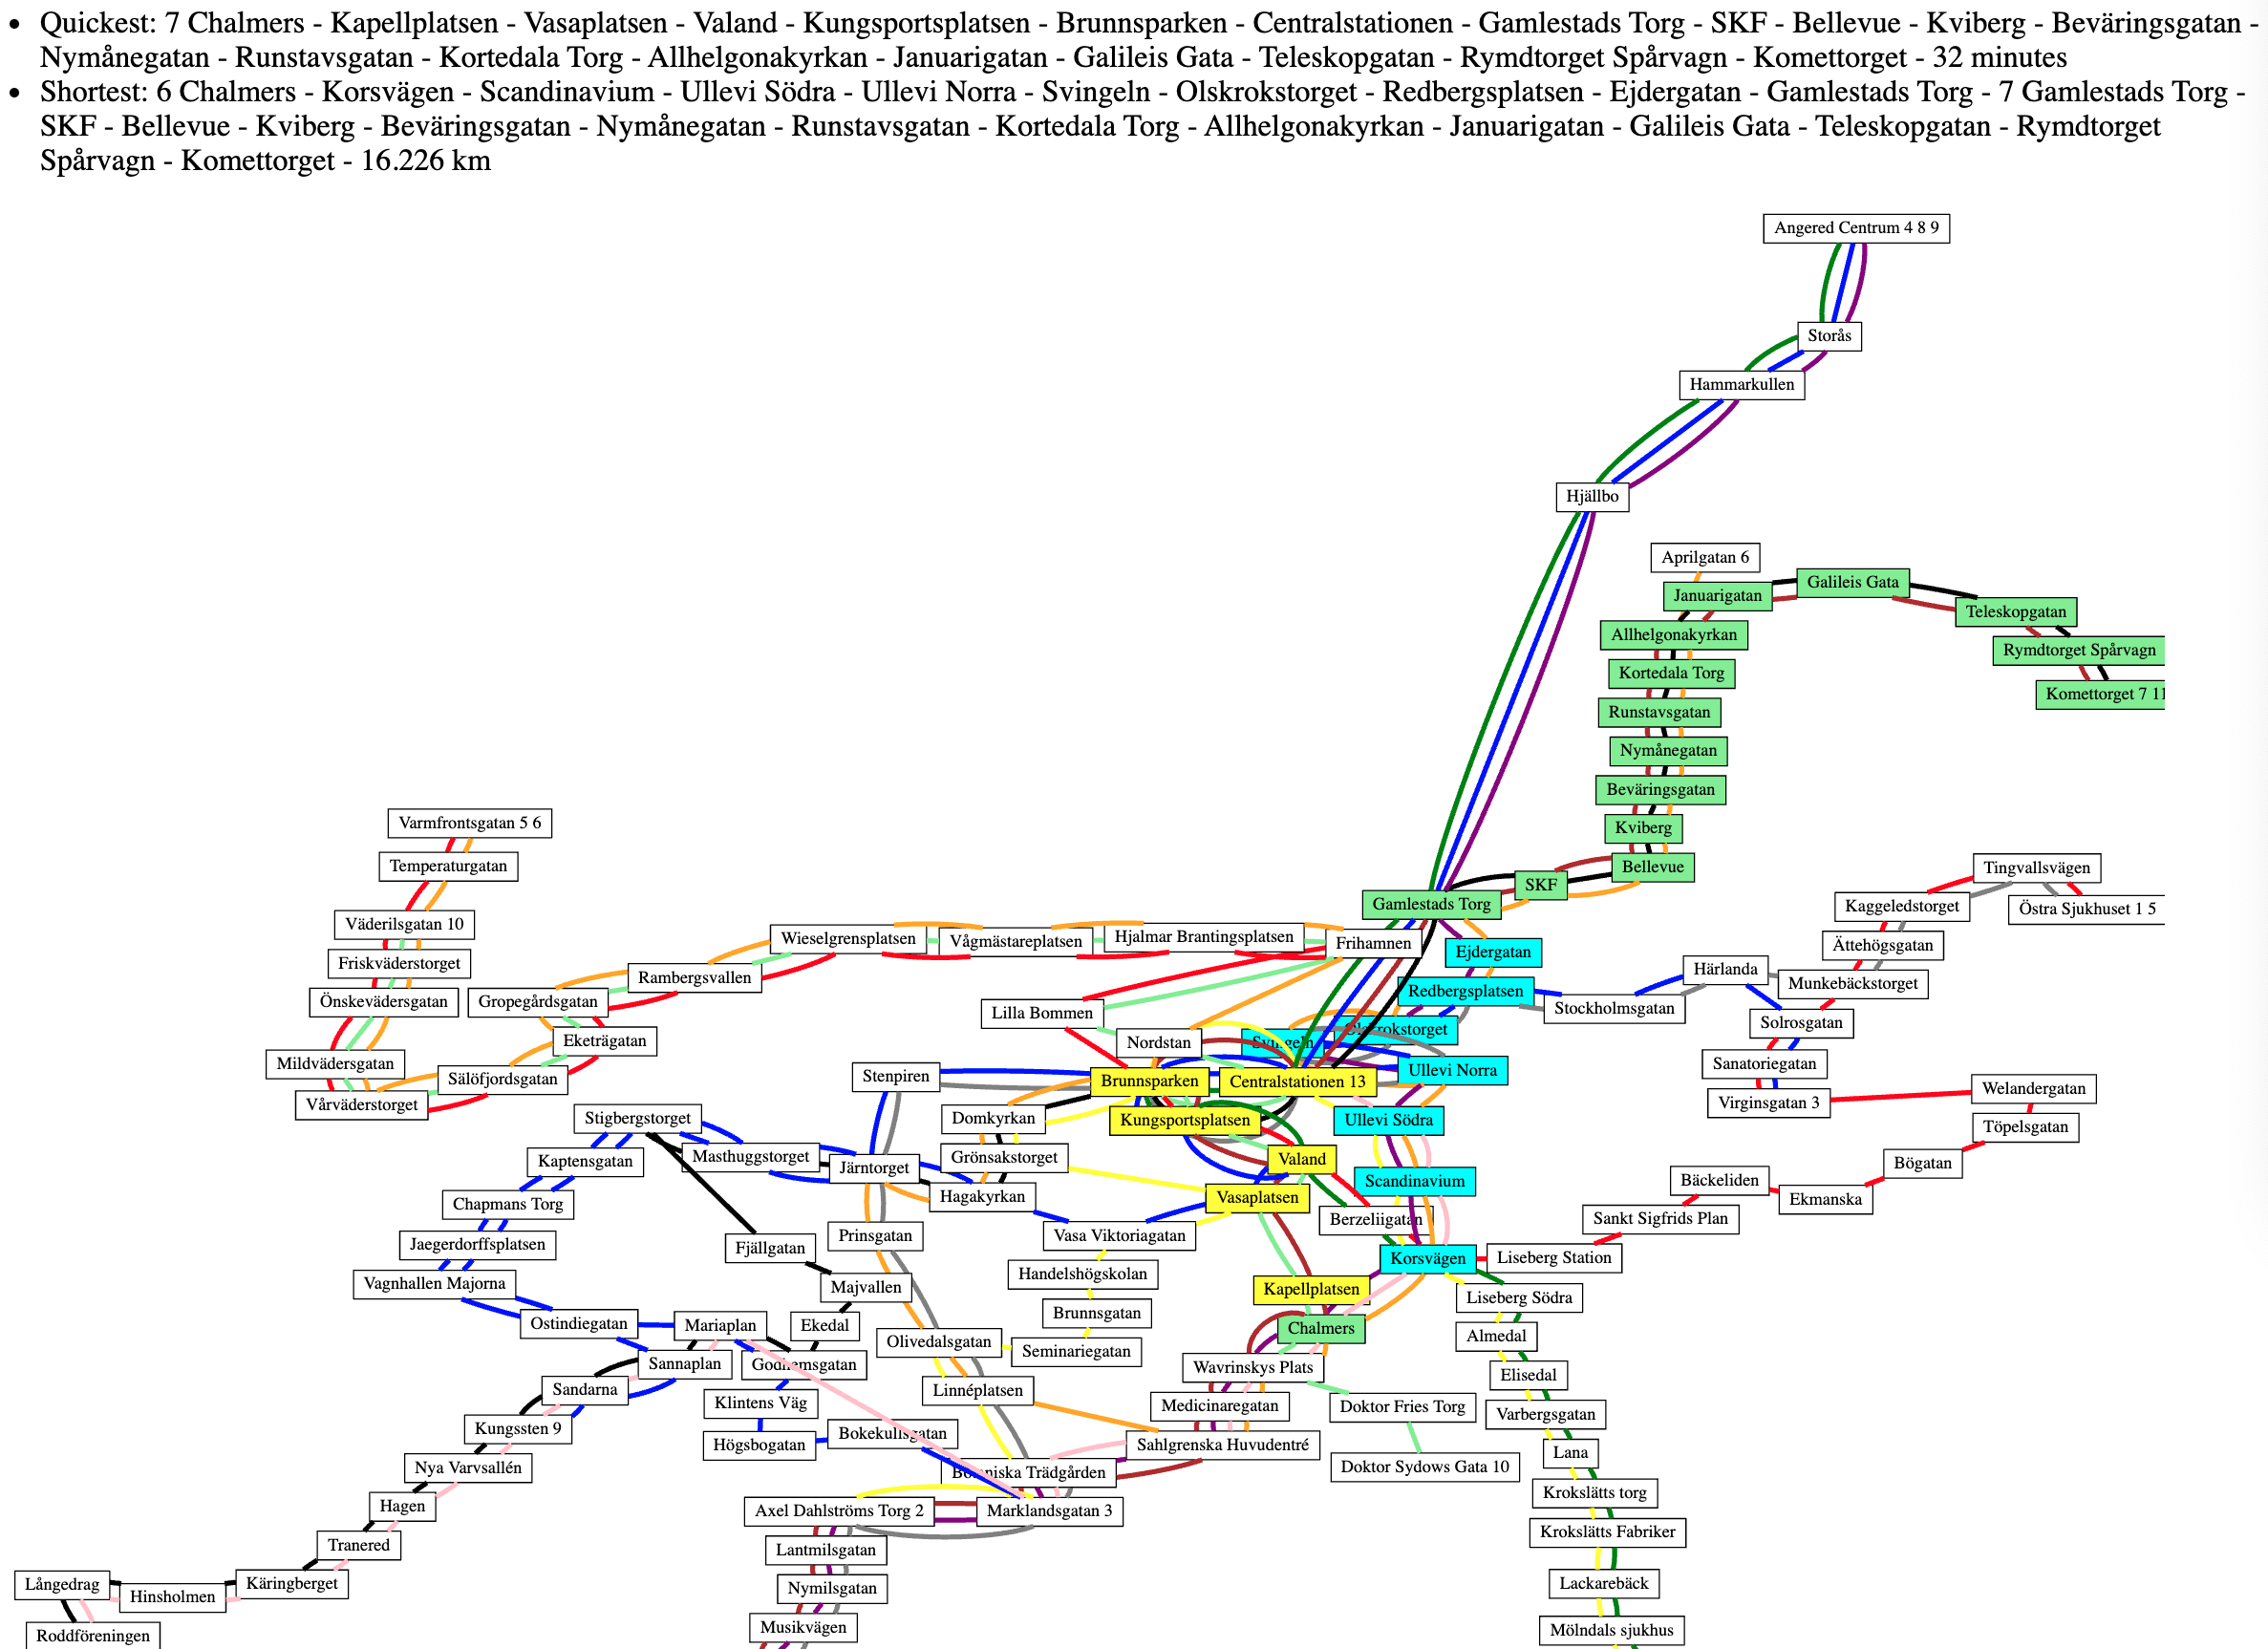 • Quickest: 7 Chalmers - Kapellplatsen - Vasaplatsen - Valand - Kungsportsplatsen - Brunnsparken - Centralstationen - Gamlestads Torg - SKF - Bellevue - Kviberg - Beväringsgatan -
Nymånegatan - Runstavsgatan - Kortedala Torg - Allhelgonakyrkan - Januarigatan - Galileis Gata - Teleskopgatan - Rymdtorget Spårvagn - Komettorget - 32 minutes
• Shortest: 6 Chalmers - Korsvägen - Scandinavium - Ullevi Södra - Ullevi Norra - Svingeln - Olskrokstorget - Redbergsplatsen - Ejdergatan - Gamlestads Torg - 7 Gamlestads Torg -
SKF - Bellevue - Kviberg - Beväringsgatan - Nymånegatan - Runstavsgatan - Kortedala Torg - Allhelgonakyrkan - Januarigatan - Galileis Gata - Teleskopgatan - Rymdtorget
Spårvagn - Komettorget - 16.226 km
Angered Centrum 4 8 9
Storås
Hammarkullen
Hjällbo
Aprilgatan 6
Galileis Gata
Januarigatan
Teleskopgatan
Allhelgonakyrkan
Rymdtorget Spårvagn
Kortedala Torg
Komettorget 7 11
Runstavsgatan
Nymånegatan
Beväringsgatan
Varmfrontsgatan 5 6
Kviberg
Temperaturgatan
Bellevue
Tingvallsvägen
SKF
Gamlestads Torg
Kaggeledstorget
Östra Sjukhuset 1 5
Väderilsgatan 10
Wieselgrensplatsen
Vågmästareplatsen
Hjalmar Brantingsplatsen
Frihamnen
Ättehögsgatan
Ejdergatan
Friskväderstorget
Rambergsvallen
Härlanda
Munkebäckstorget
Redbergsplatsen
Önskevädersgatan
Gropegårdsgatan
Stockholmsgatan
Lilla Bommen
Solrosgatan
Olskrokstorget
Eketrägatan
Nordstan
Svingeln
Mildvädersgatan
Sanatoriegatan
Ullevi Norra
Stenpiren
Sälöfjordsgatan
Brunnsparken
Centralstationen 13
Welandergatan
Vårväderstorget
Virginsgatan 3
Stigbergstorget
Domkyrkan
Kungsportsplatsen
Ullevi Södra
Töpelsgatan
Masthuggstorget
Grönsakstorget
Valand
Kaptensgatan
Järntorget
Bögatan
Scandinavium
Bäckeliden
Hagakyrkan
Vasaplatsen
Ekmanska
Chapmans Torg
Berzeliigatan
Sankt Sigfrids Plan
Prinsgatan
Vasa Viktoriagatan
Jaegerdorffsplatsen
Fjällgatan
Korsvägen
Liseberg Station
Handelshögskolan
Vagnhallen Majorna
Majvallen
Kapellplatsen
Liseberg Södra
Brunnsgatan
Ostindiegatan
Mariaplan
Ekedal
Chalmers
Almedal
Olivedalsgatan
Seminariegatan
Sannaplan
Godhemsgatan
Wavrinskys Plats
Elisedal
Sandarna
Linnéplatsen
Klintens Väg
Medicinaregatan
Doktor Fries Torg
Varbergsgatan
Kungssten 9
Bokekullsgatan
Högsbogatan
Sahlgrenska Huvudentré
Lana
Nya Varvsallén
Botaniska Trädgården
Doktor Sydows Gata 10
Krokslätts torg
Hagen
Axel Dahlströms Torg 2
Marklandsgatan 3
Krokslätts Fabriker
Tranered
Lantmilsgatan
Långedrag
Hinsholmen
Käringberget
Nymilsgatan
Lackarebäck
Roddföreningen
Musikvägen
Mölndals sjukhus